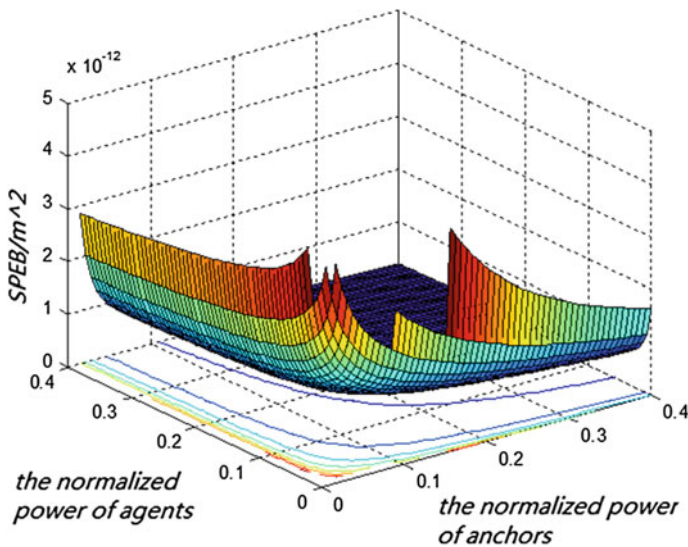 x 10^-12
5
4
3
2
1
0
SPEB/m^2
0.4
0.3
0.2
0.1
0
the normalized
power of agents
0
0.1
0.2
0.3
0.4
the normalized power
of anchors